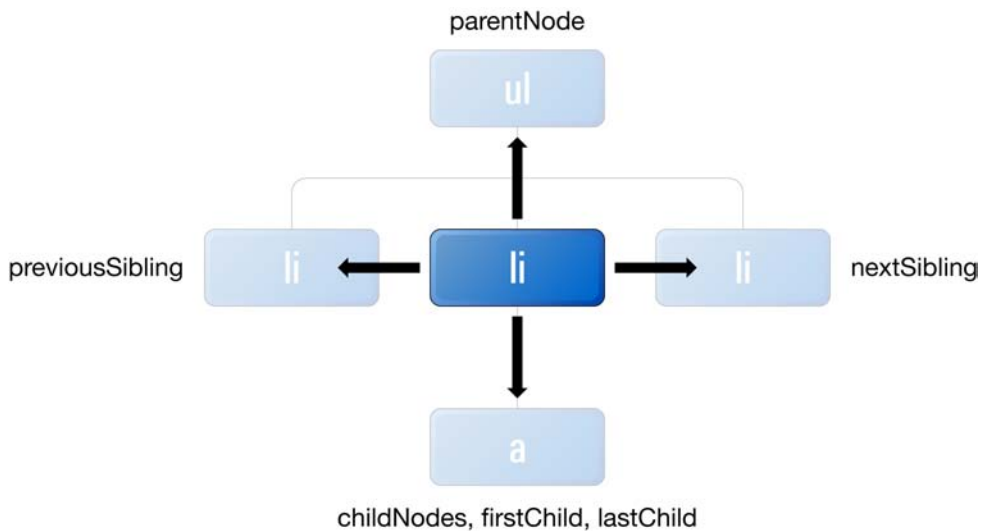 parentNode
ul
previousSibling li li li nextSibling
a
childNodes, firstChild, lastChild